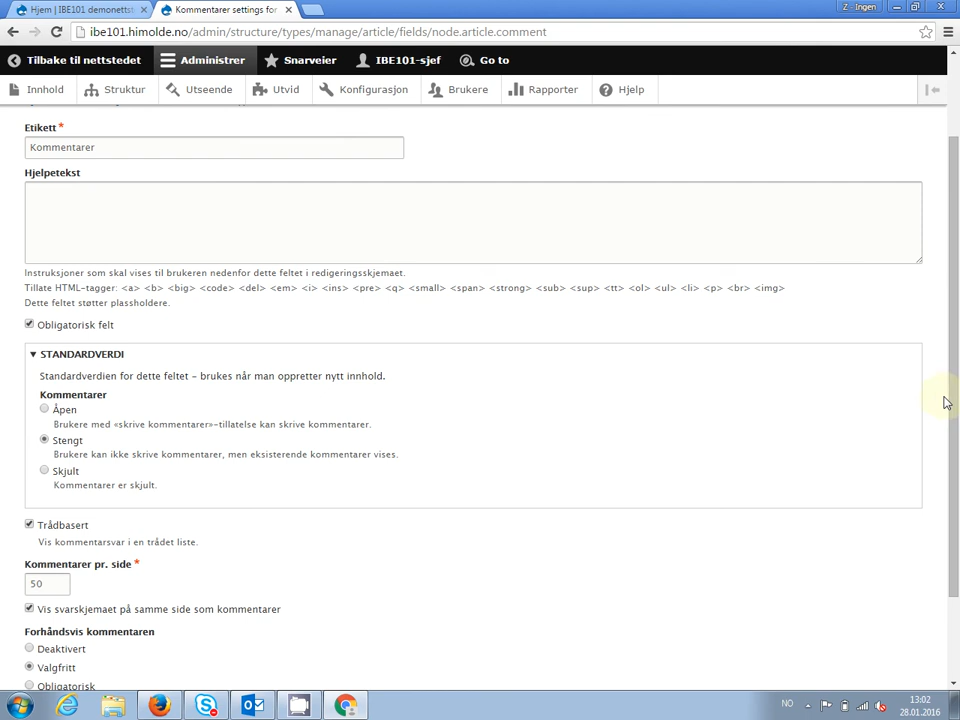 Hjem | IBE101 demonettst
Kommentarer settings for
Z - Ingen
ibe101.himolde.no/admin/structure/types/manage/article/fields/node.article.comment
Tilbake til nettstedet
Administrer
Snarveier
IBE101-sjef
Go to
Innhold
Struktur
Utseende
Utvid
Konfigurasjon
Brukere
Rapporter
Hjelp
Etikett *
Kommentarer
Hjelpetekst
Instruksjoner som skal vises til brukeren nedenfor dette feltet i redigeringsskjemaet.
Tillate HTML-tagger: <a> <b> <big> <code> <del> <em> <i> <ins> <pre> <q> <small> <span> <strong> <sub> <sup> <tt> <ol> <ul> <li> <p> <br> <img>
Dette feltet støtter plassholdere.
Obligatorisk felt
▼ STANDARDVERDI
Standardverdien for dette feltet – brukes når man oppretter nytt innhold.
Kommentarer
Åpen
Brukere med «skrive kommentarer»-tillatelse kan skrive kommentarer.
Stengt
Brukere kan ikke skrive kommentarer, men eksisterende kommentarer vises.
Skjult
Kommentarer er skjult.
Trådbasert
Vis kommentarsvar i en trådet liste.
Kommentarer pr. side *
50
Vis svarskjemaet på samme side som kommentarer
Forhåndsvis kommentaren
Deaktivert
Valgfritt
Obligatorisk
NO
13:02
28.01.2016